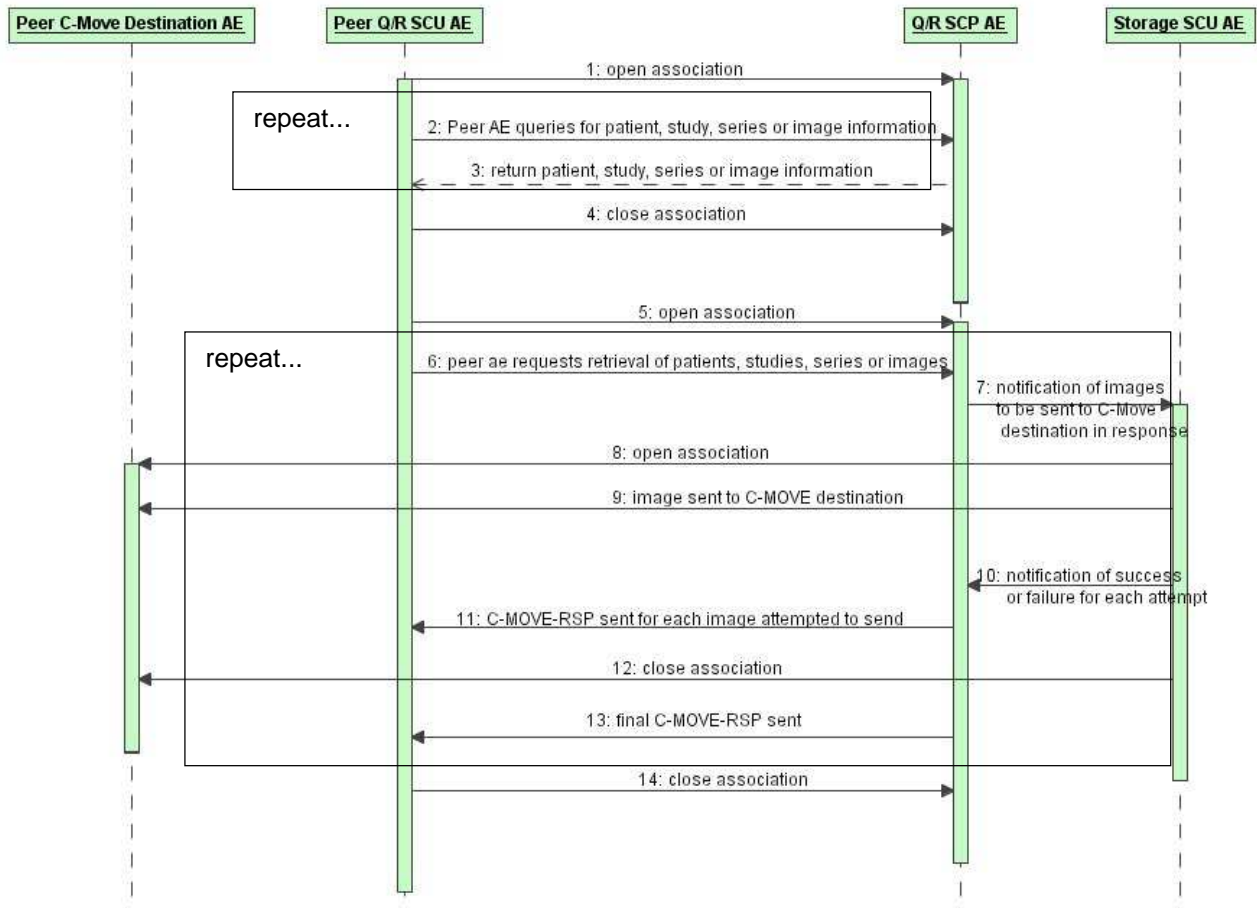 Peer C-Move Destination AE
Peer Q/R SCU AE
Q/R SCP AE
Storage SCU AE
1: open association
repeat...
2: Peer AE queries for patient, study, series or image information
3: return patient, study, series or image information
4: close association
5: open association
repeat...
6: peer ae requests retrieval of patients, studies, series or images
7: notification of images
to be sent to C-Move
destination in response
8: open association
9: image sent to C-MOVE destination
10: notification of success
or failure for each attempt
11: C-MOVE-RSP sent for each image attempted to send
12: close association
13: final C-MOVE-RSP sent
14: close association